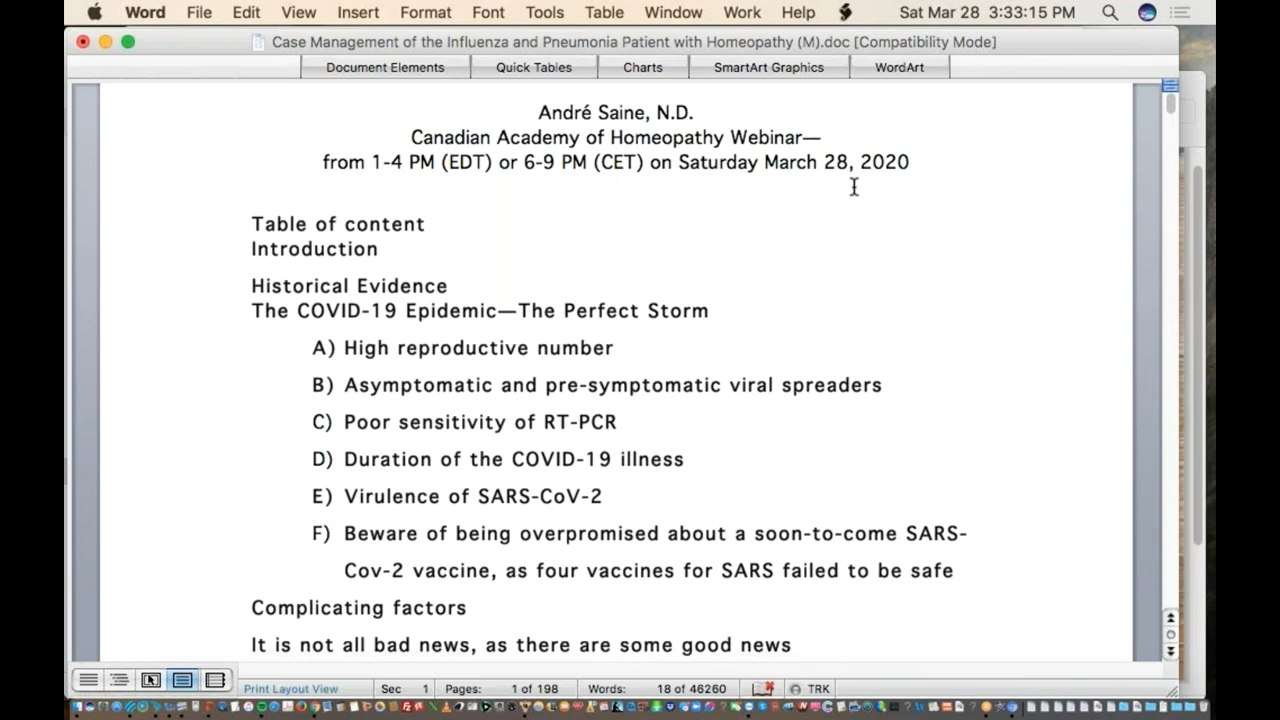 Word File Edit View Insert Format Font Tools Table Window Work Help Sat Mar 28 3:33:15 PM
Case Management of the Influenza and Pneumonia Patient with Homeopathy (M).doc [Compatibility Mode]
Document Elements Quick Tables Charts SmartArt Graphics WordArt
André Saine, N.D.
Canadian Academy of Homeopathy Webinar—
from 1-4 PM (EDT) or 6-9 PM (CET) on Saturday March 28, 2020
Table of content
Introduction
Historical Evidence
The COVID-19 Epidemic—The Perfect Storm
A) High reproductive number
B) Asymptomatic and pre-symptomatic viral spreaders
C) Poor sensitivity of RT-PCR
D) Duration of the COVID-19 illness
E) Virulence of SARS-CoV-2
F) Beware of being overpromised about a soon-to-come SARS-
Cov-2 vaccine, as four vaccines for SARS failed to be safe
Complicating factors
It is not all bad news, as there are some good news
Print Layout View Sec 1 Pages: 1 of 198 Words: 18 of 46260 TRK